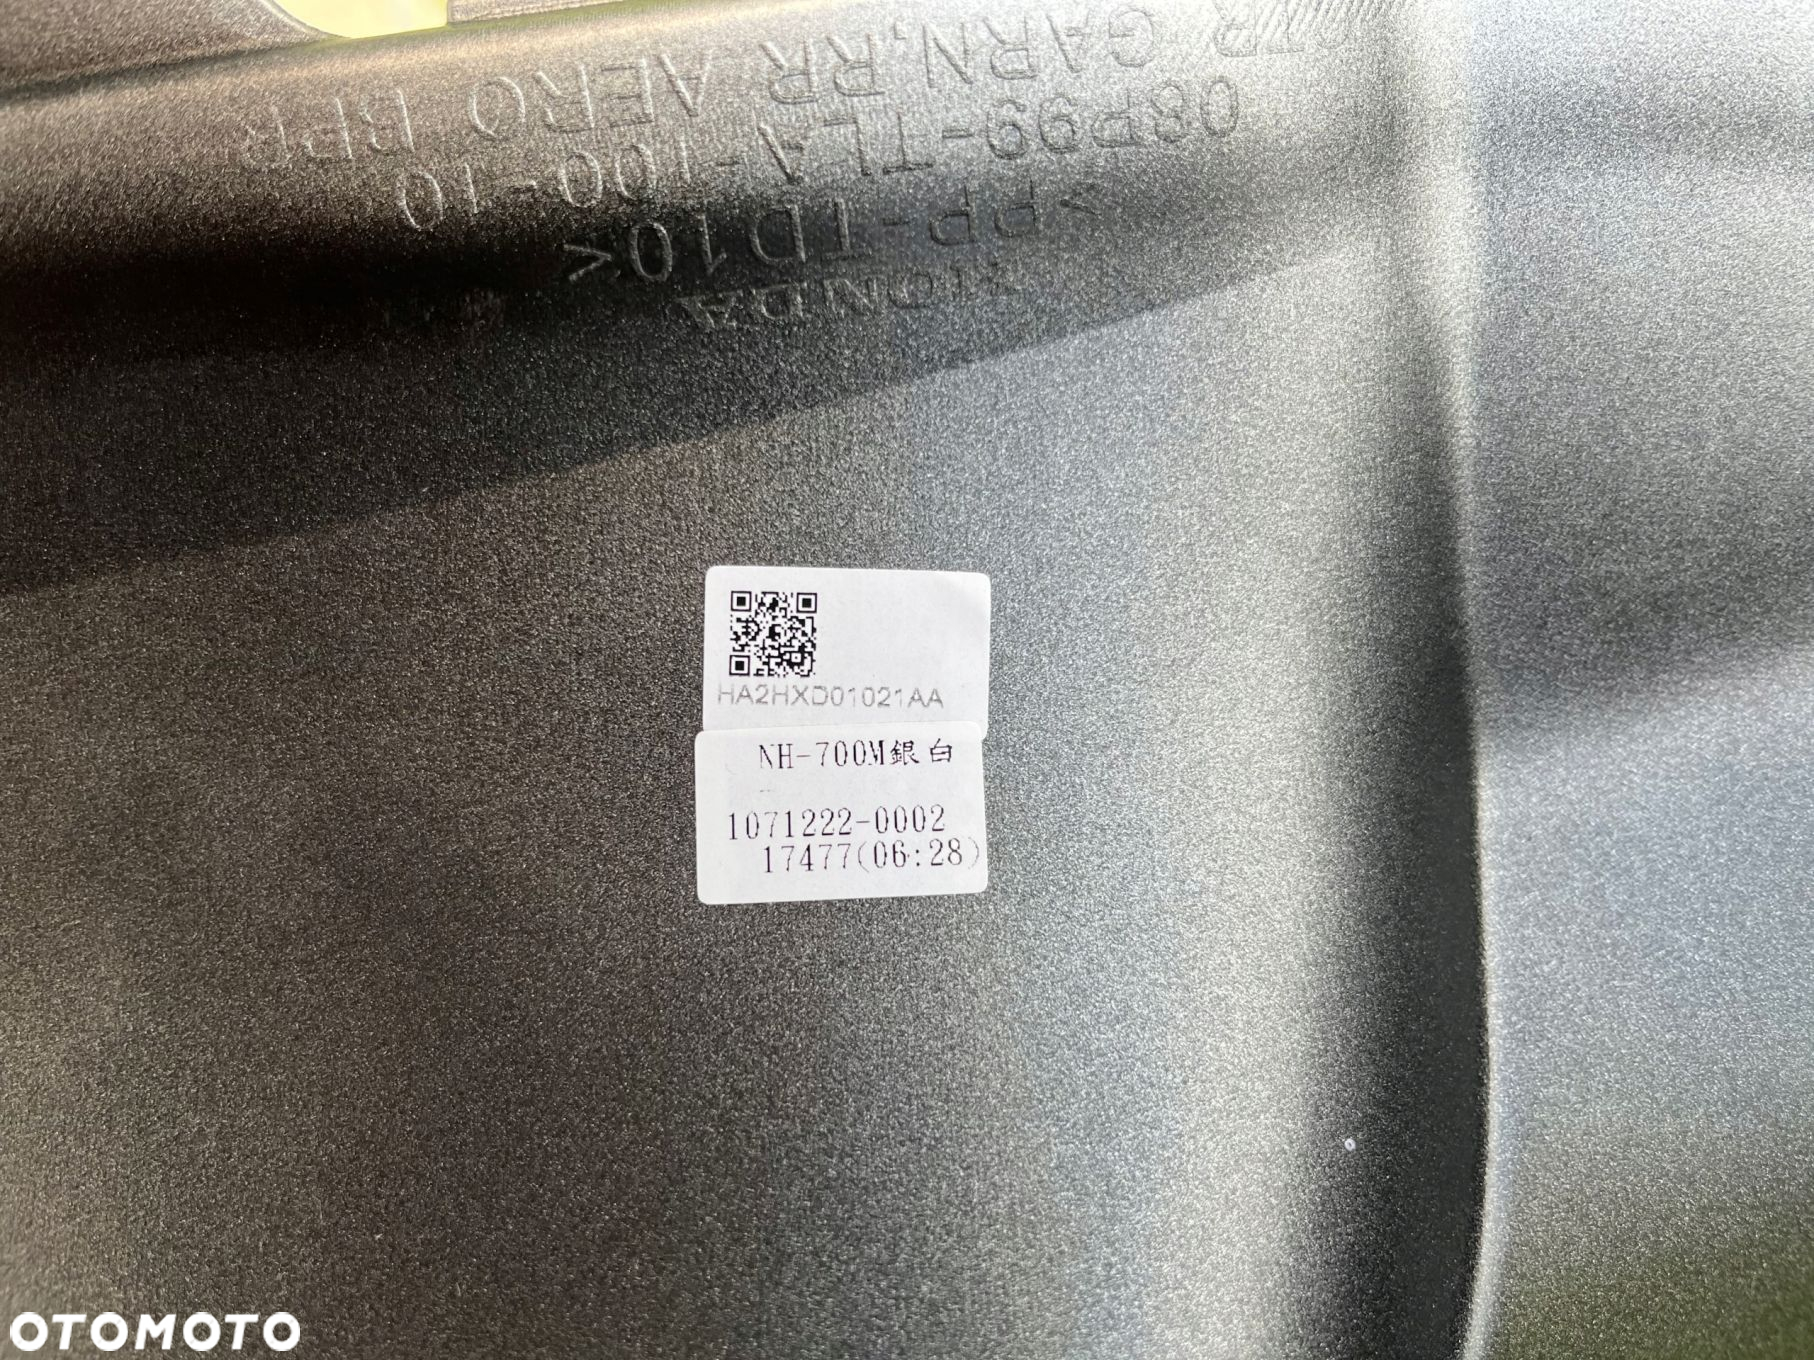 CTR GARN,RR AERO BPR
08P99-TLA-100-10
>PP-TD10<
HONDA
HA2HXD01021AA
NH-700M銀白
1071222-0002
17477(06:28)
OTOMOTO